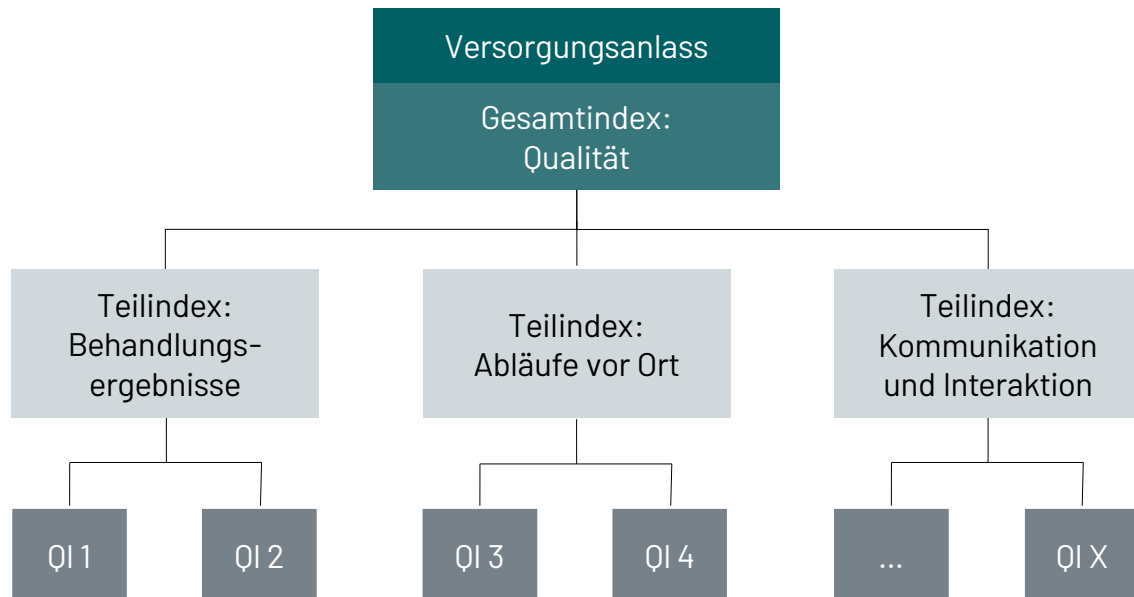 Versorgungsanlass
Gesamtindex:
Qualität
Teilindex:
Behandlungs-
ergebnisse
Teilindex:
Abläufe vor Ort
Teilindex:
Kommunikation
und Interaktion
QI 1
QI 2
QI 3
QI 4
...
QI X